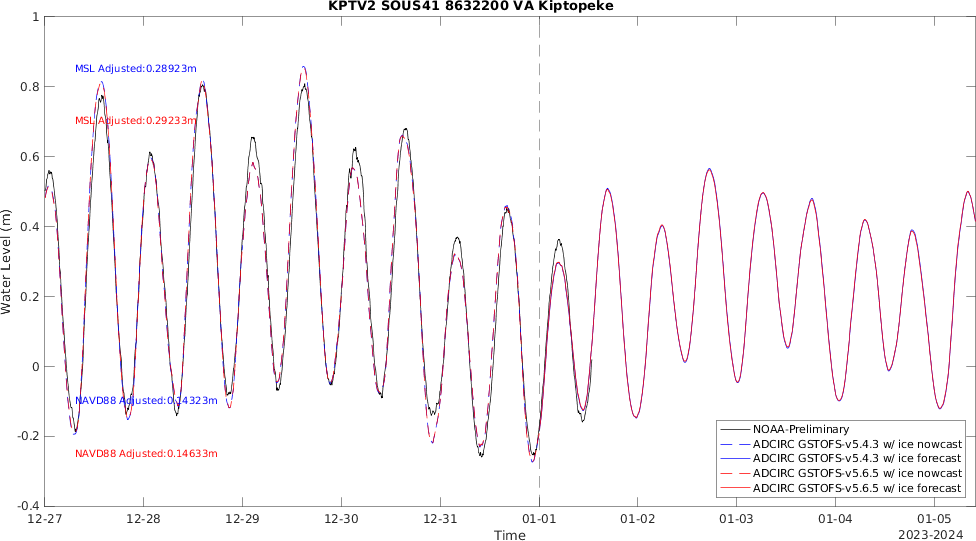 KPTV2 SOUS41 8632200 VA Kiptopeke
1
0.8
0.6
0.4
0.2
0
-0.2
-0.4
Water Level (m)
MSL Adjusted:0.28923m
MSL Adjusted:0.29233m
NAVD88 Adjusted:0.14323m
NAVD88 Adjusted:0.14633m
NOAA-Preliminary
ADCIRC GSTOFS-v5.4.3 w/ ice nowcast
ADCIRC GSTOFS-v5.4.3 w/ ice forecast
ADCIRC GSTOFS-v5.6.5 w/ ice nowcast
ADCIRC GSTOFS-v5.6.5 w/ ice forecast
12-27 12-28 12-29 12-30 12-31 01-01 01-02 01-03 01-04 01-05
Time
2023-2024